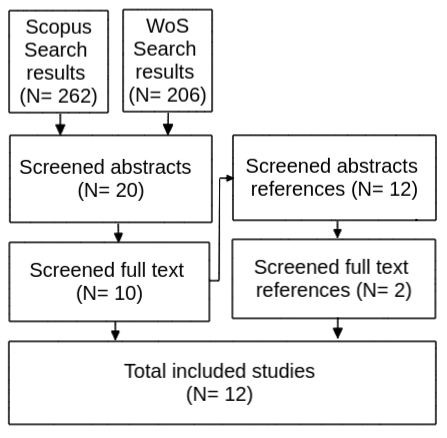 Scopus
Search
results
(N= 262)
WoS
Search
results
(N= 206)
Screened abstracts
(N= 20)
Screened abstracts
references (N= 12)
Screened full text
(N= 10)
Screened full text
references (N= 2)
Total included studies
(N= 12)